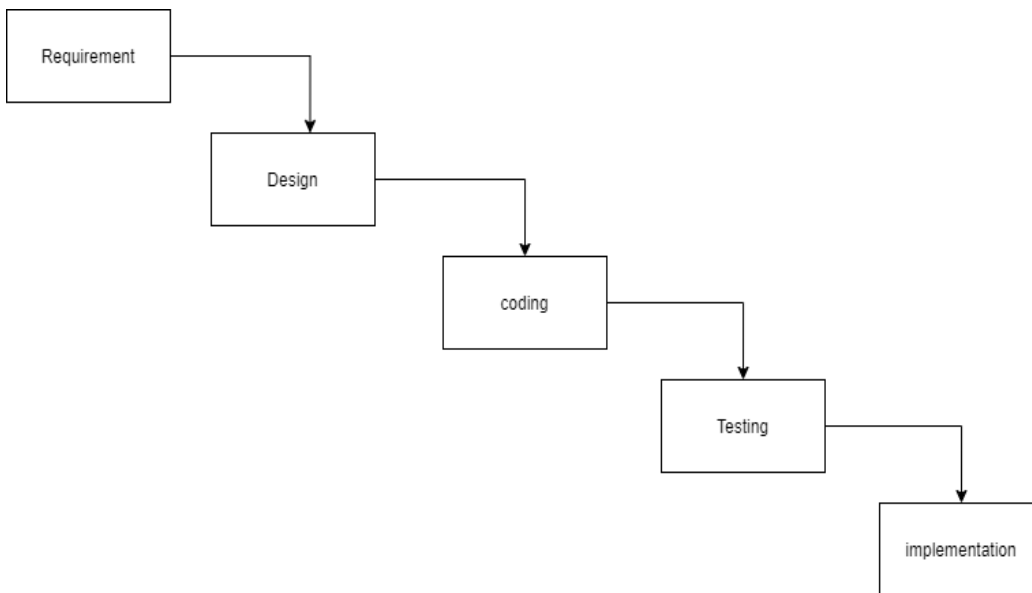 Requirement
Design
coding
Testing
implementation